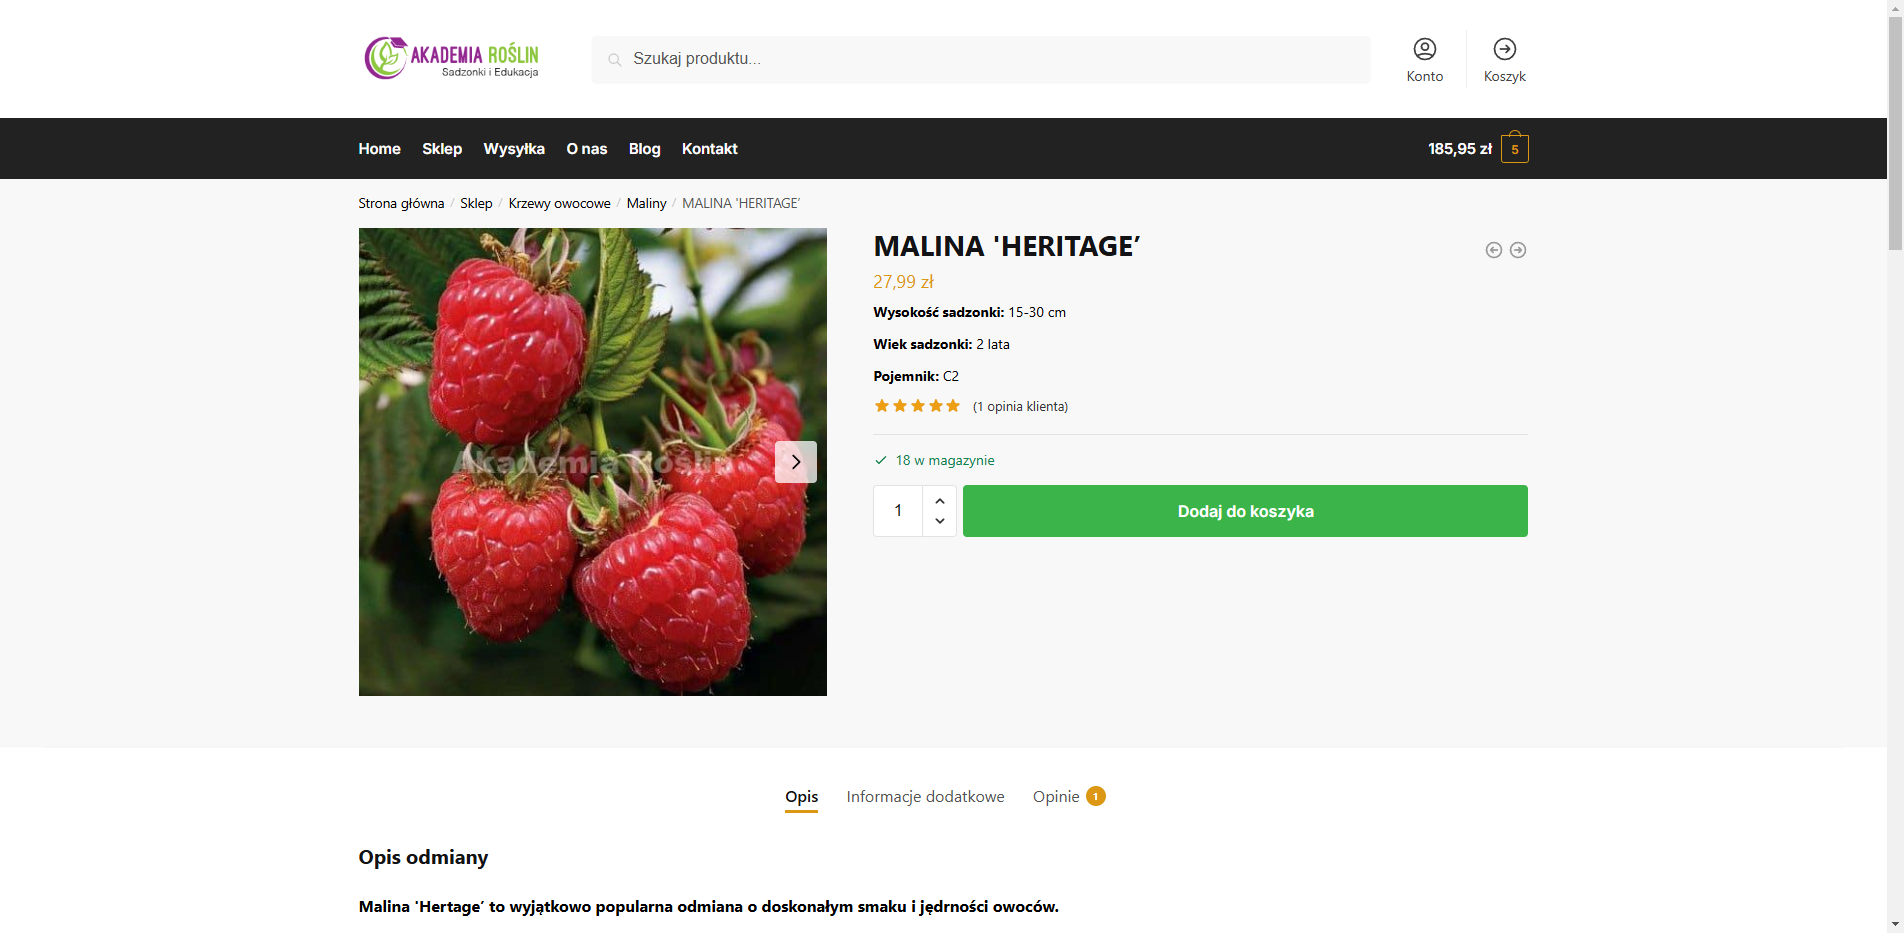 AKADEMIA ROŚLIN
Sadzonki i Edukacja
Szukaj produktu...
Konto
Koszyk
Home
Sklep
Wysyłka
O nas
Blog
Kontakt
185,95 zł
5
Strona główna / Sklep / Krzewy owocowe / Maliny / MALINA 'HERITAGE’
Akademia Roślin
MALINA 'HERITAGE’
27,99 zł
Wysokość sadzonki: 15-30 cm
Wiek sadzonki: 2 lata
Pojemnik: C2
(1 opinia klienta)
18 w magazynie
1
Dodaj do koszyka
Opis
Informacje dodatkowe
Opinie 1
Opis odmiany
Malina 'Hertage’ to wyjątkowo popularna odmiana o doskonałym smaku i jędrności owoców.